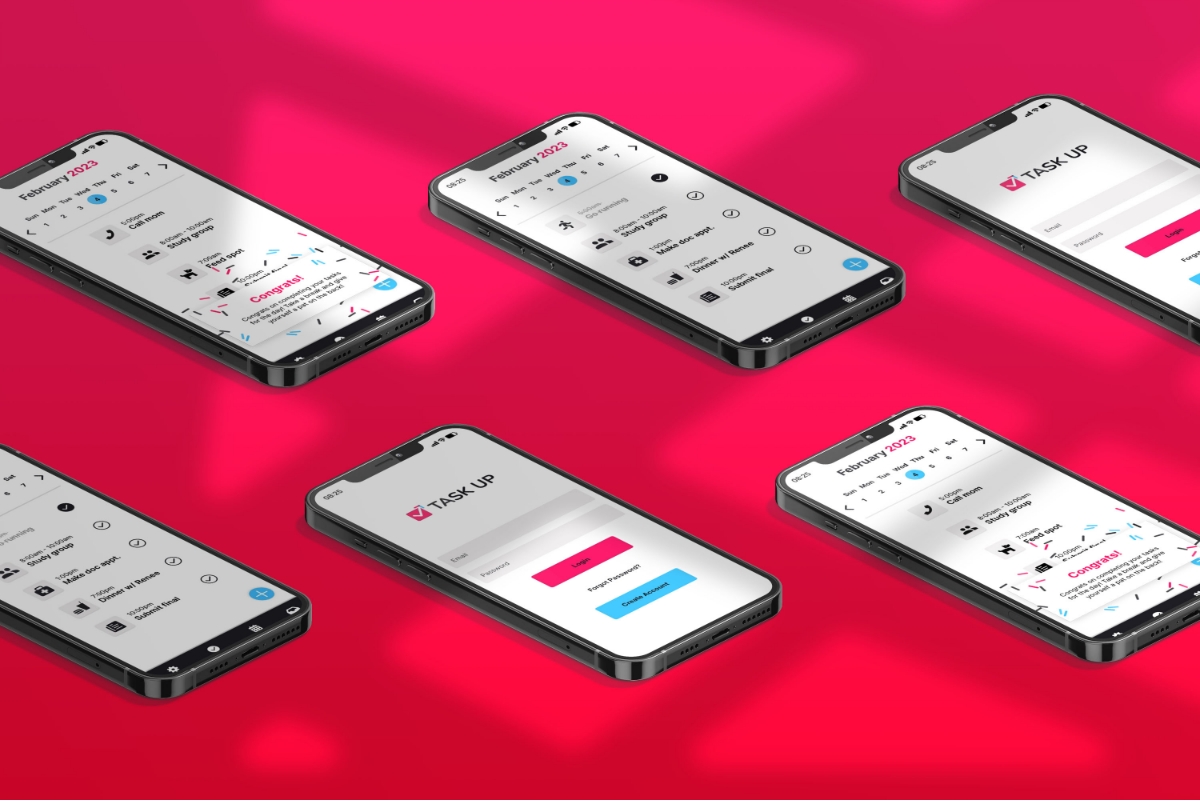 February 2023
Sun Mon Tue Wed Thu Fri Sat
1 2 3 4 5 6 7
5:00pm
Call mom
8:00am - 10:00am
Study group
7:00am
Feed spot
10:00pm
Congrats!
Congrats on completing your tasks
for the day! Take a break and give
yourself a pat on the back!
08:25
February 2023
Sun Mon Tue Wed Thu Fri Sat
1 2 3 4 5 6 7
Go running
8:00am - 10:00am
Study group
1:00pm
Make doc appt.
7:00pm
Dinner w/ Renee
10:00pm
Submit final
08:25
TASK UP
Email
Password
Login
Sat
6 7
running
8:00am - 10:00am
Study group
1:00pm
Make doc appt.
7:00pm
Dinner w/ Renee
10:00pm
Submit final
08:25
TASK UP
Email
Password
Login
Forgot Password?
Create Account
08:25
February 2023
Sun Mon Tue Wed Thu Fri Sat
1 2 3 4 5 6 7
5:00pm
Call mom
8:00am - 10:00am
Study group
7:00am
Feed spot
10:00pm
Congrats!
Congrats on completing your tasks
for the day! Take a break and give
yourself a pat on the back!